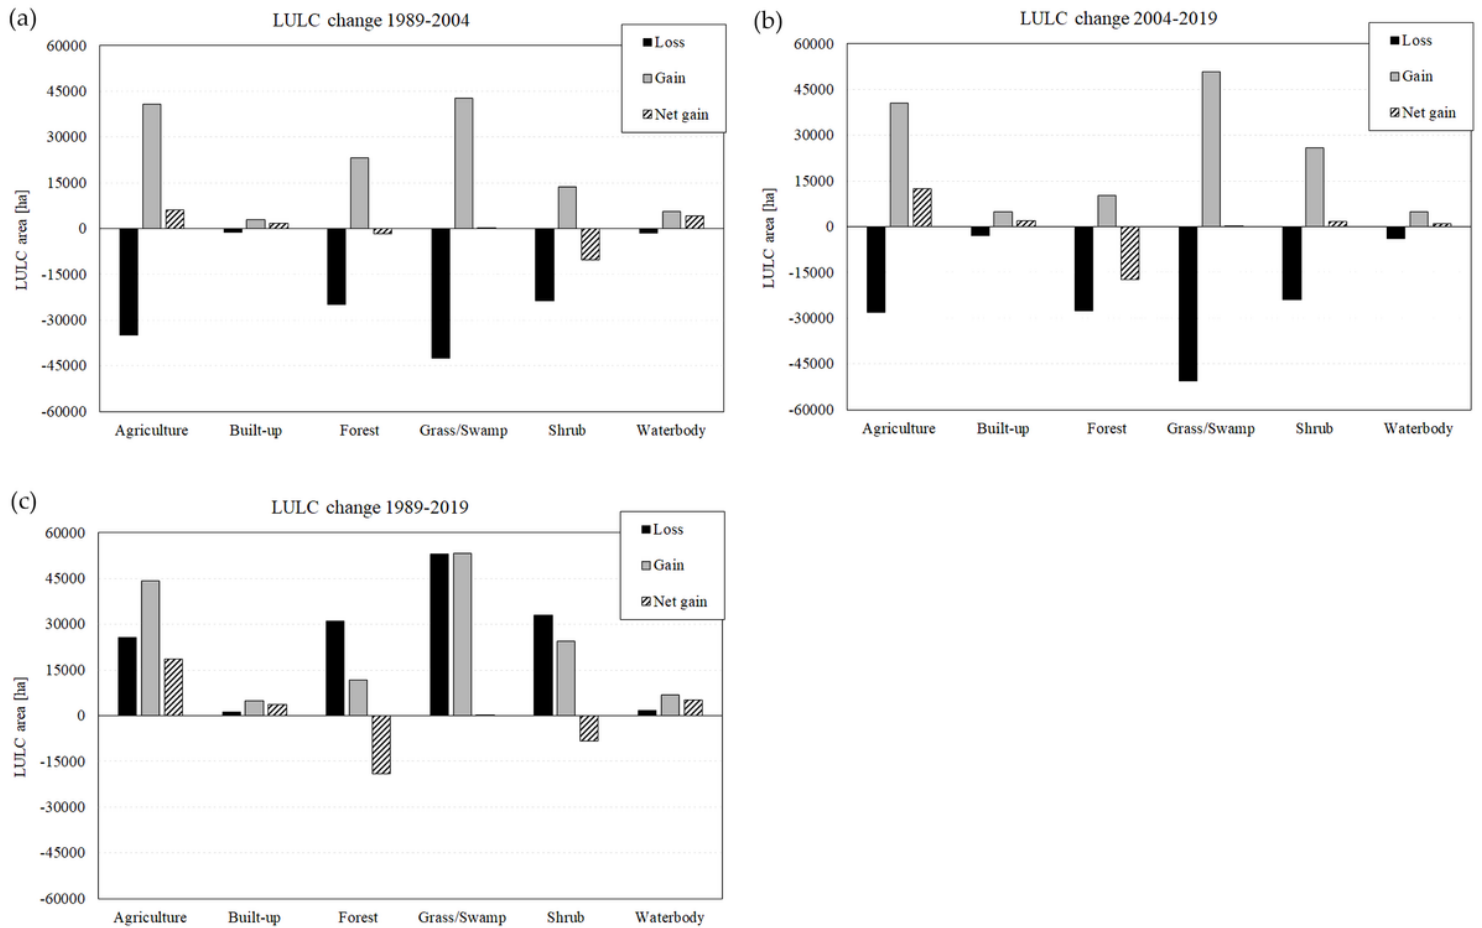 (a)
LULC change 1989-2004
Loss
Gain
Net gain
60000
45000
30000
15000
0
-15000
-30000
-45000
-60000
LULC area [ha]
Agriculture Built-up Forest Grass/Swamp Shrub Waterbody
(b)
LULC change 2004-2019
Loss
Gain
Net gain
60000
45000
30000
15000
0
-15000
-30000
-45000
-60000
LULC area [ha]
Agriculture Built-up Forest Grass/Swamp Shrub Waterbody
(c)
LULC change 1989-2019
Loss
Gain
Net gain
60000
45000
30000
15000
0
-15000
-30000
-45000
-60000
LULC area [ha]
Agriculture Built-up Forest Grass/Swamp Shrub Waterbody